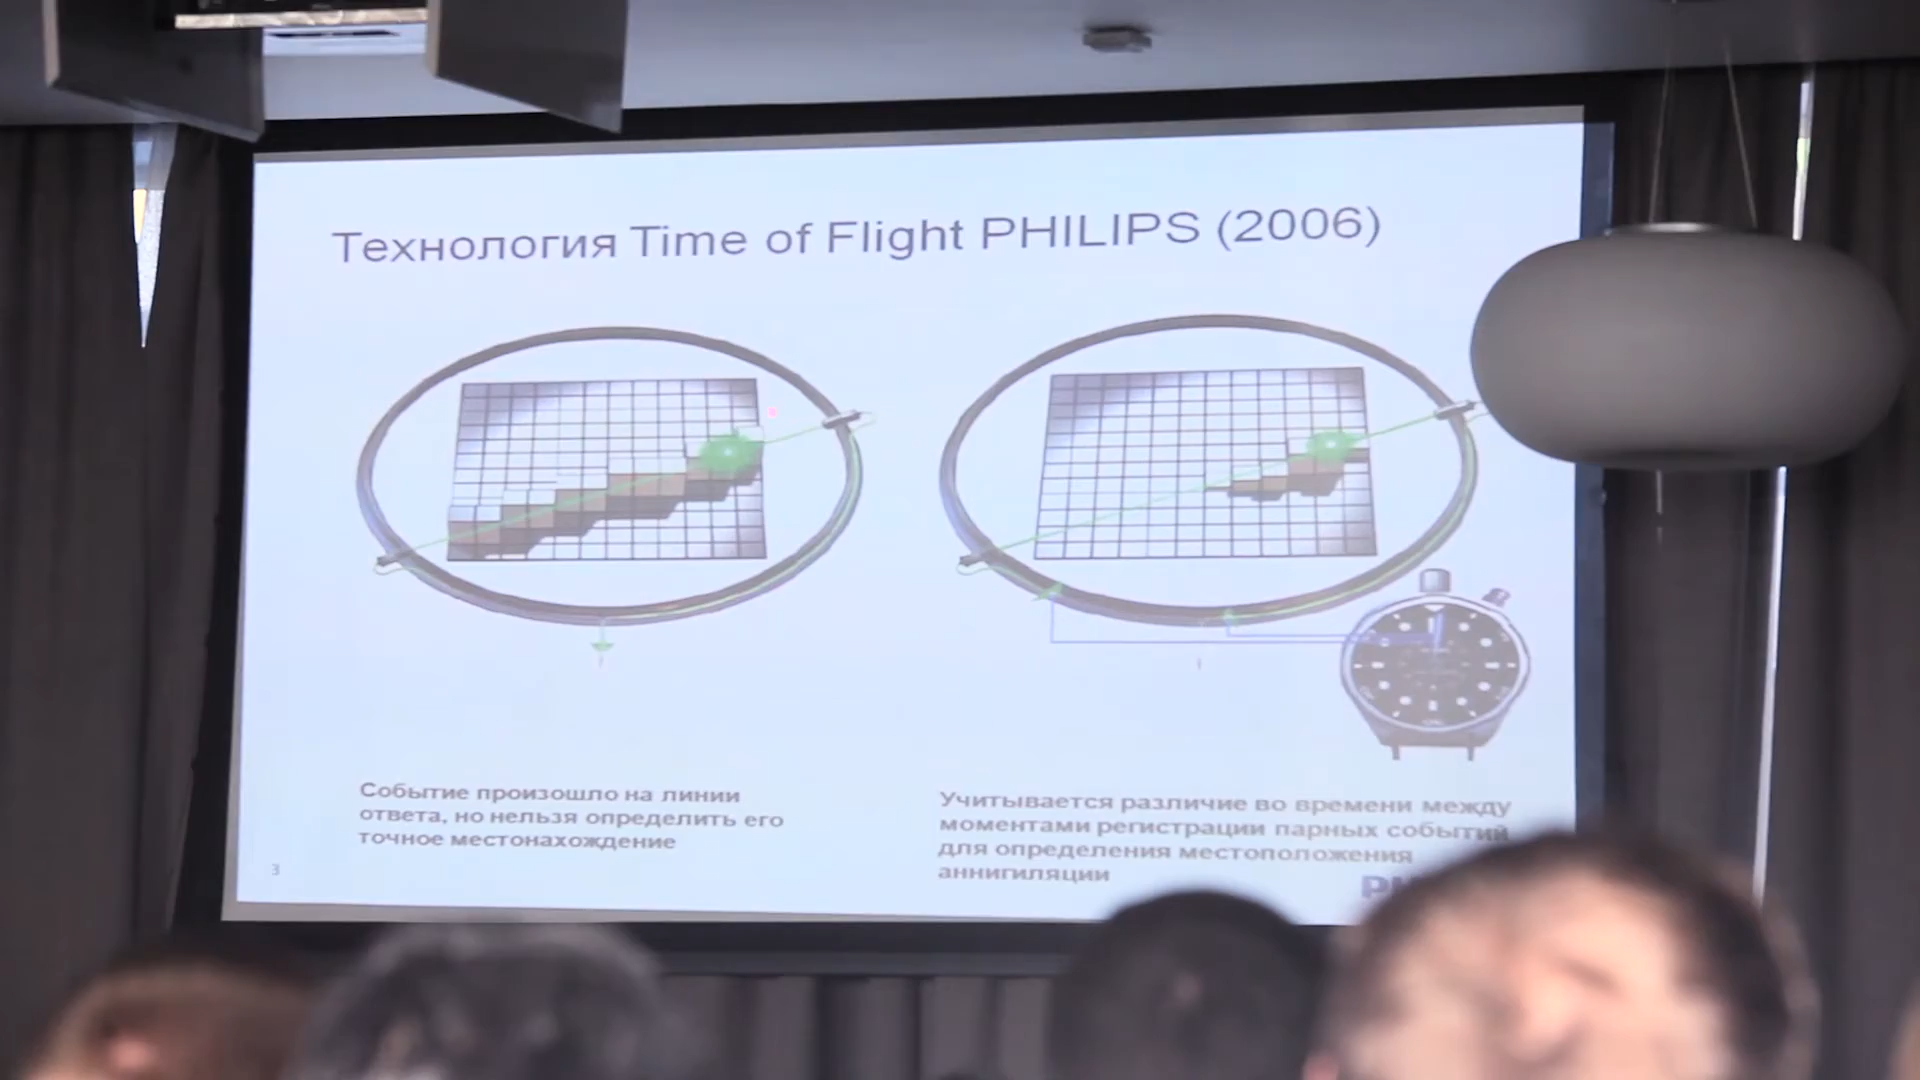 Технология Time of Flight PHILIPS (2006)
Событие произошло на линии
ответа, но нельзя определить его
точное местонахождение
Учитывается различие во времени между
моментами регистрации парных событий
для определения местоположения
аннигиляции
3